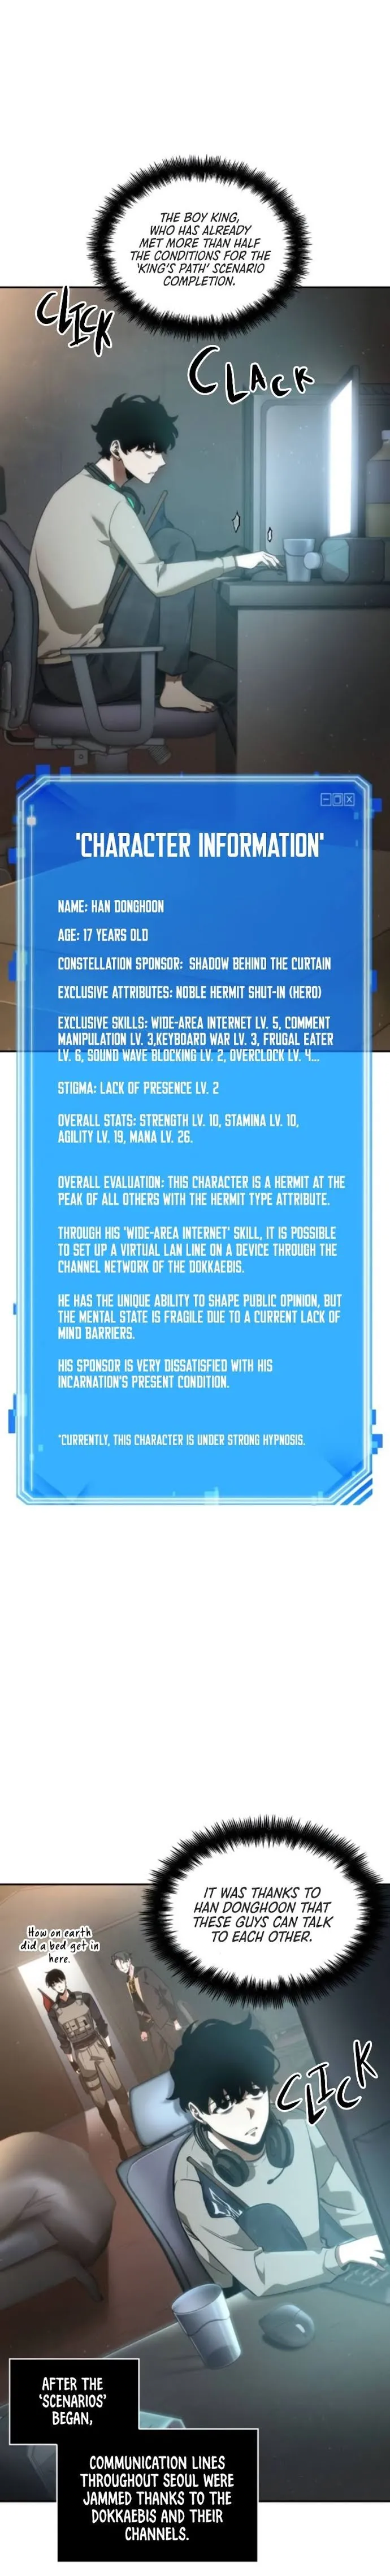 THE BOY KING,
WHO HAS ALREADY
MET MORE THAN HALF
THE CONDITIONS FOR THE
'KING'S PATH' SCENARIO
COMPLETION.
CLICK
CLACK
'CHARACTER INFORMATION'
NAME: HAN DONGHOON
AGE: 17 YEARS OLD
CONSTELLATION SPONSOR: SHADOW BEHIND THE CURTAIN
EXCLUSIVE ATTRIBUTES: NOBLE HERMIT SHUT-IN (HERO)
EXCLUSIVE SKILLS: WIDE-AREA INTERNET LV. 5, COMMENT
MANIPULATION LV. 3,KEYBOARD WAR LV. 3, FRUGAL EATER
LV. 6, SOUND WAVE BLOCKING LV. 2, OVERCLOCK LV. 4...
STIGMA: LACK OF PRESENCE LV. 2
OVERALL STATS: STRENGTH LV. 10, STAMINA LV. 10,
AGILITY LV. 19, MANA LV. 26.
OVERALL EVALUATION: THIS CHARACTER IS A HERMIT AT THE
PEAK OF ALL OTHERS WITH THE HERMIT TYPE ATTRIBUTE.
THROUGH HIS 'WIDE-AREA INTERNET' SKILL, IT IS POSSIBLE
TO SET UP A VIRTUAL LAN LINE ON A DEVICE THROUGH THE
CHANNEL NETWORK OF THE DOKKAEBIS.
HE HAS THE UNIQUE ABILITY TO SHAPE PUBLIC OPINION, BUT
THE MENTAL STATE IS FRAGILE DUE TO A CURRENT LACK OF
MIND BARRIERS.
HIS SPONSOR IS VERY DISSATISFIED WITH HIS
INCARNATION'S PRESENT CONDITION.
*CURRENTLY, THIS CHARACTER IS UNDER STRONG HYPNOSIS.
IT WAS THANKS TO
HAN DONGHOON THAT
THESE GUYS CAN TALK
TO EACH OTHER.
How on earth
did a bed get in
here.
CLICK
AFTER THE
'SCENARIOS'
BEGAN,
COMMUNICATION LINES
THROUGHOUT SEOUL WERE
JAMMED THANKS TO THE
DOKKAEBIS AND THEIR
CHANNELS.